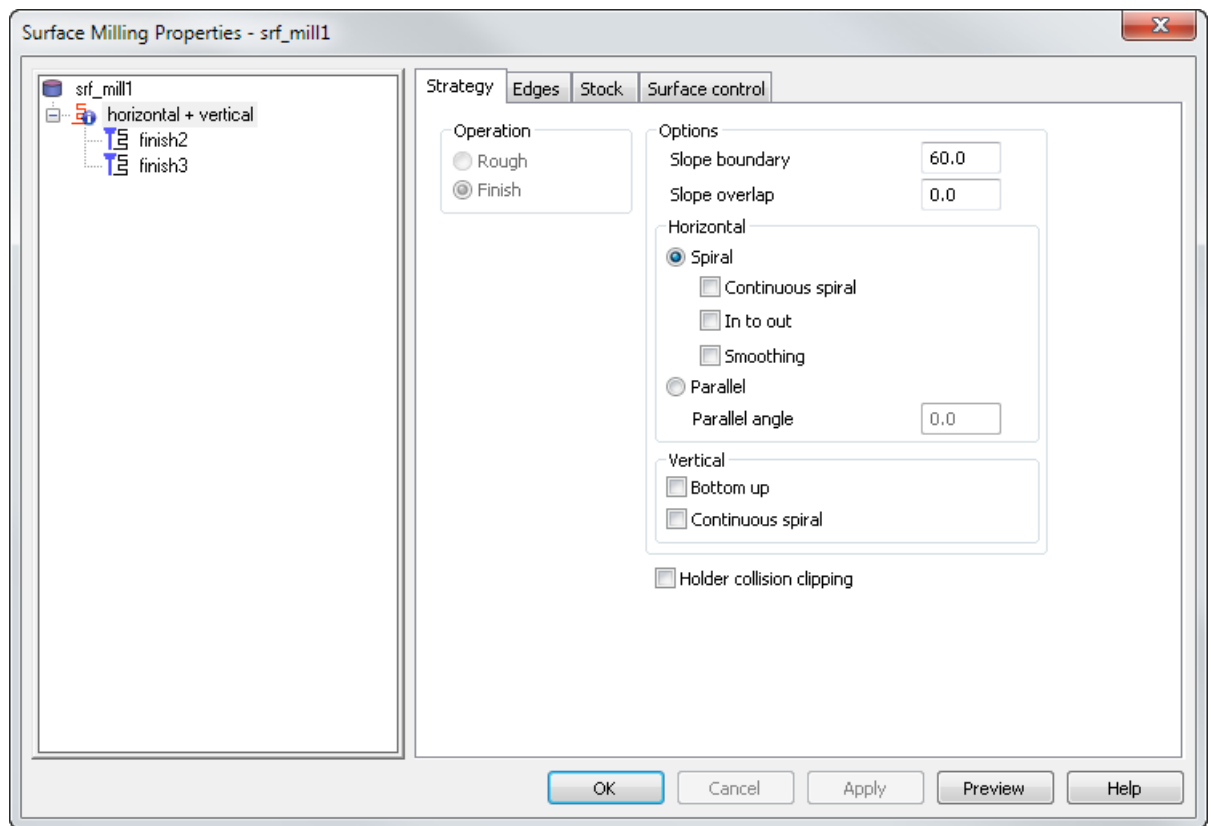 Surface Milling Properties - srf_mill1
srf_mill1
horizontal + vertical
finish2
finish3
Strategy Edges Stock Surface control
Operation
Rough
Finish
Options
Slope boundary 60.0
Slope overlap 0.0
Horizontal
Spiral
Continuous spiral
In to out
Smoothing
Parallel
Parallel angle 0.0
Vertical
Bottom up
Continuous spiral
Holder collision clipping
OK Cancel Apply Preview Help